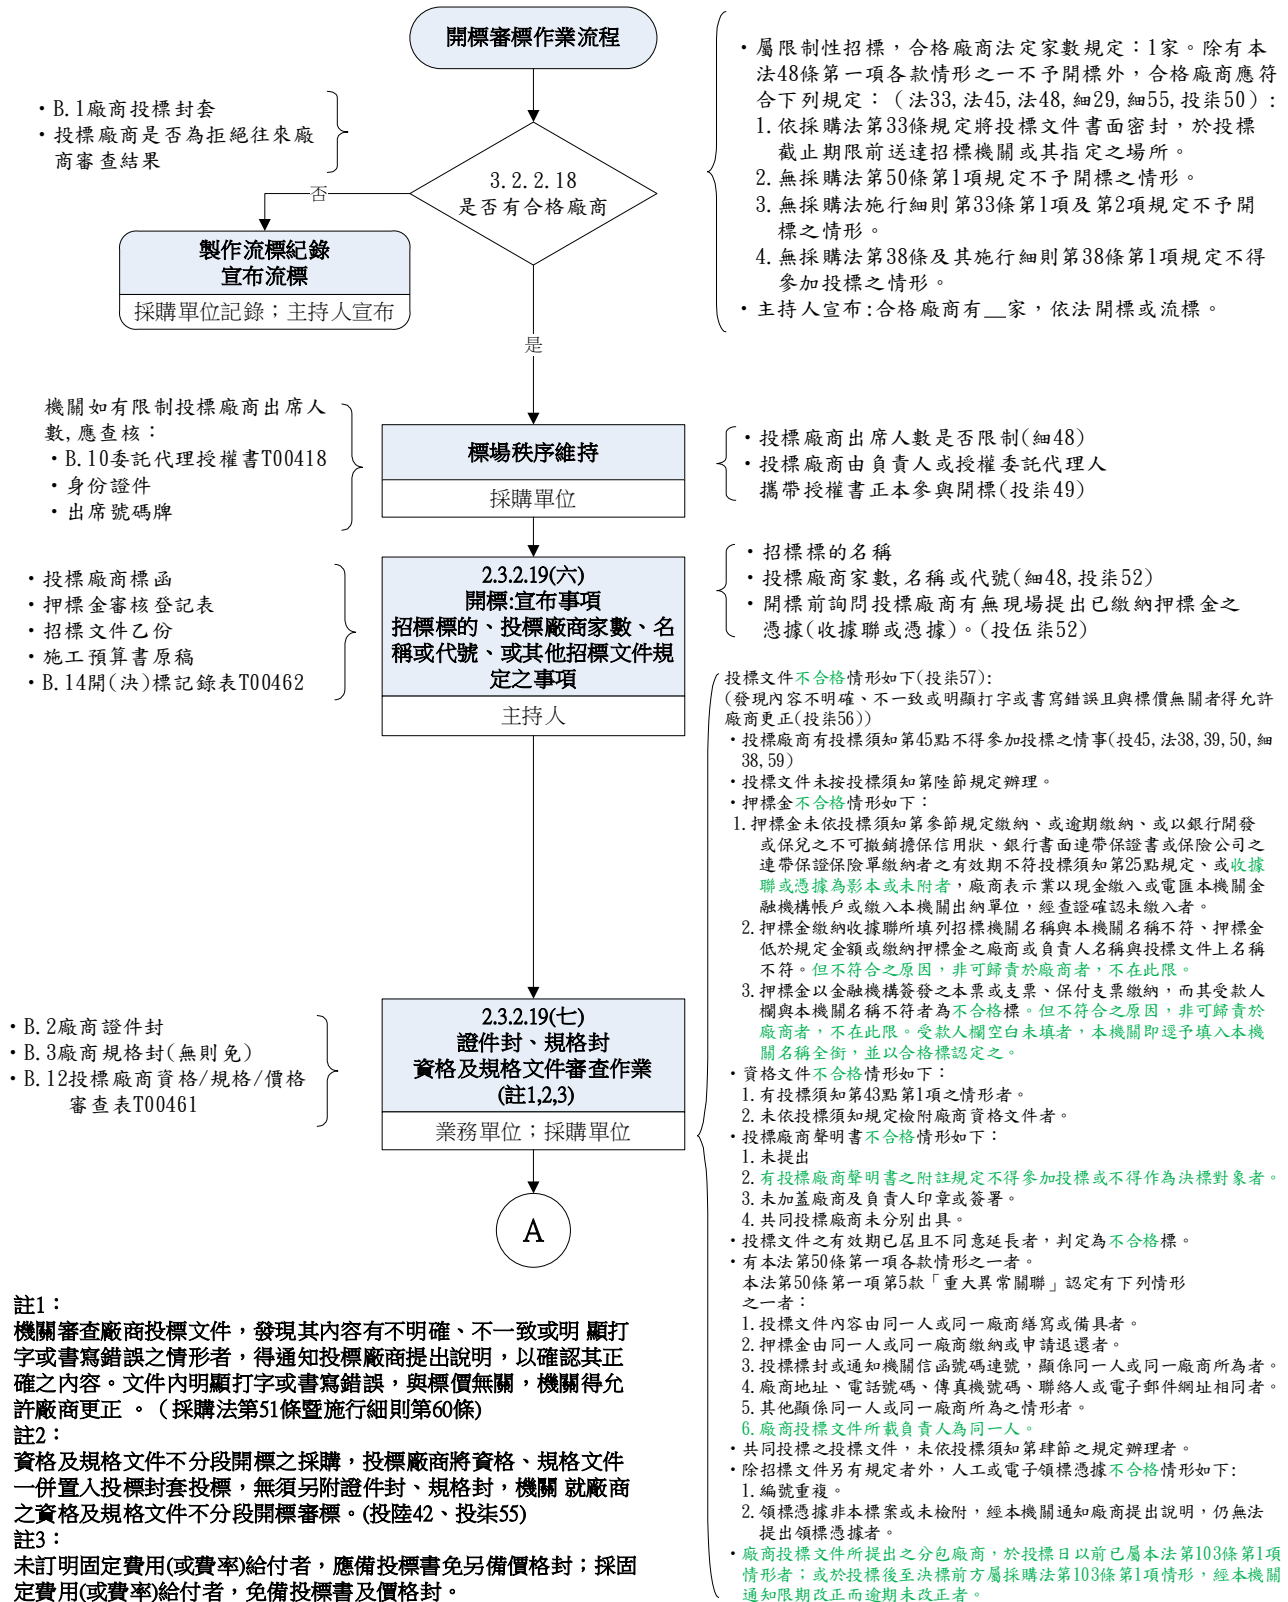 開標審標作業流程
・B.1廠商投標封套
・投標廠商是否為拒絕往來廠
商審查結果
3.2.2.18
是否有合格廠商
否
製作流標紀錄
宣布流標
採購單位記錄；主持人宣布
是
・屬限制性招標，合格廠商法定家數規定：1家。除有本
法48條第一項各款情形之一不予開標外，合格廠商應符
合下列規定：（法33,法45,法48,細29,細55,投柒50）:
1.依採購法第33條規定將投標文件書面密封，於投標
截止期限前送達招標機關或其指定之場所。
2.無採購法第50條第1項規定不予開標之情形。
3.無採購法施行細則第33條第1項及第2項規定不予開
標之情形。
4.無採購法第38條及其施行細則第38條第1項規定不得
參加投標之情形。
・主持人宣布:合格廠商有__家，依法開標或流標。
機關如有限制投標廠商出席人
數,應查核：
・B.10委託代理授權書T00418
・身份證件
・出席號碼牌
標場秩序維持
採購單位
・投標廠商出席人數是否限制(細48)
・投標廠商由負責人或授權委託代理人
攜帶授權書正本參與開標(投柒49)
・投標廠商標函
・押標金審核登記表
・招標文件乙份
・施工預算書原稿
・B.14開(決)標記錄表T00462
2.3.2.19(六)
開標:宣布事項
招標標的、投標廠商家數、名
稱或代號、或其他招標文件規
定之事項
主持人
・招標標的名稱
・投標廠商家數,名稱或代號(細48,投柒52)
・開標前詢問投標廠商有無現場提出已繳納押標金之
憑據(收據聯或憑據)。(投伍柒52)
・B.2廠商證件封
・B.3廠商規格封(無則免)
・B.12投標廠商資格/規格/價格
審查表T00461
2.3.2.19(七)
證件封、規格封
資格及規格文件審查作業
(註1,2,3)
業務單位；採購單位
A
投標文件不合格情形如下(投柒57):
(發現內容不明確、不一致或明顯打字或書寫錯誤且與標價無關者得允許
廠商更正(投柒56))
・投標廠商有投標須知第45點不得參加投標之情事(投45,法38,39,50,細
38,59)
・投標文件未按投標須知第陸節規定辦理。
・押標金不合格情形如下：
1.押標金未依投標須知第參節規定繳納、或逾期繳納、或以銀行開發
或保兌之不可撤銷擔保信用狀、銀行書面連帶保證書或保險公司之
連帶保證保險單繳納者之有效期不符投標須知第25點規定、或收據
聯或憑據為影本或未附者，廠商表示業以現金繳入或電匯本機關金
融機構帳戶或繳入本機關出納單位，經查證確認未繳入者。
2.押標金繳納收據聯所填列招標機關名稱與本機關名稱不符、押標金
低於規定金額或繳納押標金之廠商或負責人名稱與投標文件上名稱
不符。但不符合之原因，非可歸責於廠商者，不在此限。
3.押標金以金融機構簽發之本票或支票、保付支票繳納，而其受款人
欄與本機關名稱不符者為不合格標。但不符合之原因，非可歸責於
廠商者，不在此限。受款人欄空白未填者，本機關即逕予填入本機
關名稱全銜，並以合格標認定之。
・資格文件不合格情形如下：
1.有投標須知第43點第1項之情形者。
2.未依投標須知規定檢附廠商資格文件者。
・投標廠商聲明書不合格情形如下：
1.未提出
2.有投標廠商聲明書之附註規定不得參加投標或不得作為決標對象者。
3.未加蓋廠商及負責人印章或簽署。
4.共同投標廠商未分別出具。
・投標文件之有效期已屆且不同意延長者，判定為不合格標。
・有本法第50條第一項各款情形之一者。
本法第50條第一項第5款「重大異常關聯」認定有下列情形
之一者：
1.投標文件內容由同一人或同一廠商繕寫或備具者。
2.押標金由同一人或同一廠商繳納或申請退還者。
3.投標標封或通知機關信函號碼連號，顯係同一人或同一廠商所為者。
4.廠商地址、電話號碼、傳真機號碼、聯絡人或電子郵件網址相同者。
5.其他顯係同一人或同一廠商所為之情形者。
6.廠商投標文件所載負責人為同一人。
・共同投標之投標文件，未依投標須知第肆節之規定辦理者。
・除招標文件另有規定者外，人工或電子領標憑據不合格情形如下:
1.編號重複。
2.領標憑據非本標案或未檢附，經本機關通知廠商提出說明，仍無法
提出領標憑據者。
・廠商投標文件所提出之分包廠商，於投標日以前已屬本法第103條第1項
情形者；或於投標後至決標前方屬採購法第103條第1項情形，經本機關
通知限期改正而逾期未改正者。
註1：
機關審查廠商投標文件，發現其內容有不明確、不一致或明 顯打
字或書寫錯誤之情形者，得通知投標廠商提出說明，以確認其正
確之內容。文件內明顯打字或書寫錯誤，與標價無關，機關得允
許廠商更正 。（ 採購法第51條暨施行細則第60條)
註2：
資格及規格文件不分段開標之採購，投標廠商將資格、規格文件
一併置入投標封套投標，無須另附證件封、規格封，機關 就廠商
之資格及規格文件不分段開標審標。(投陸42、投柒55)
註3：
未訂明固定費用(或費率)給付者，應備投標書免另備價格封；採固
定費用(或費率)給付者，免備投標書及價格封。